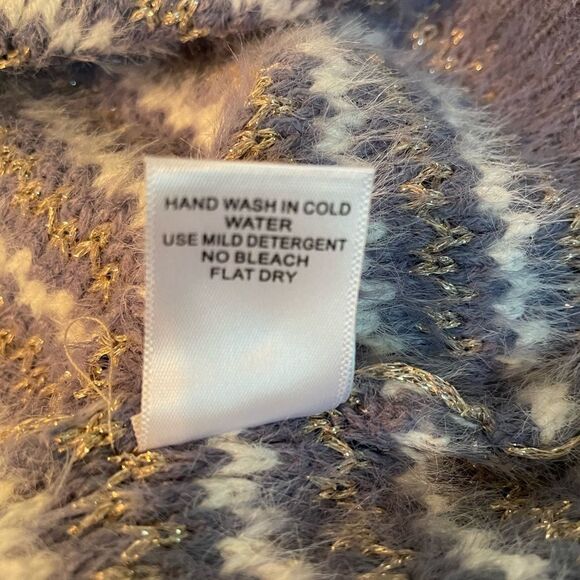 HAND WASH IN COLD
WATER
USE MILD DETERGENT
NO BLEACH
FLAT DRY